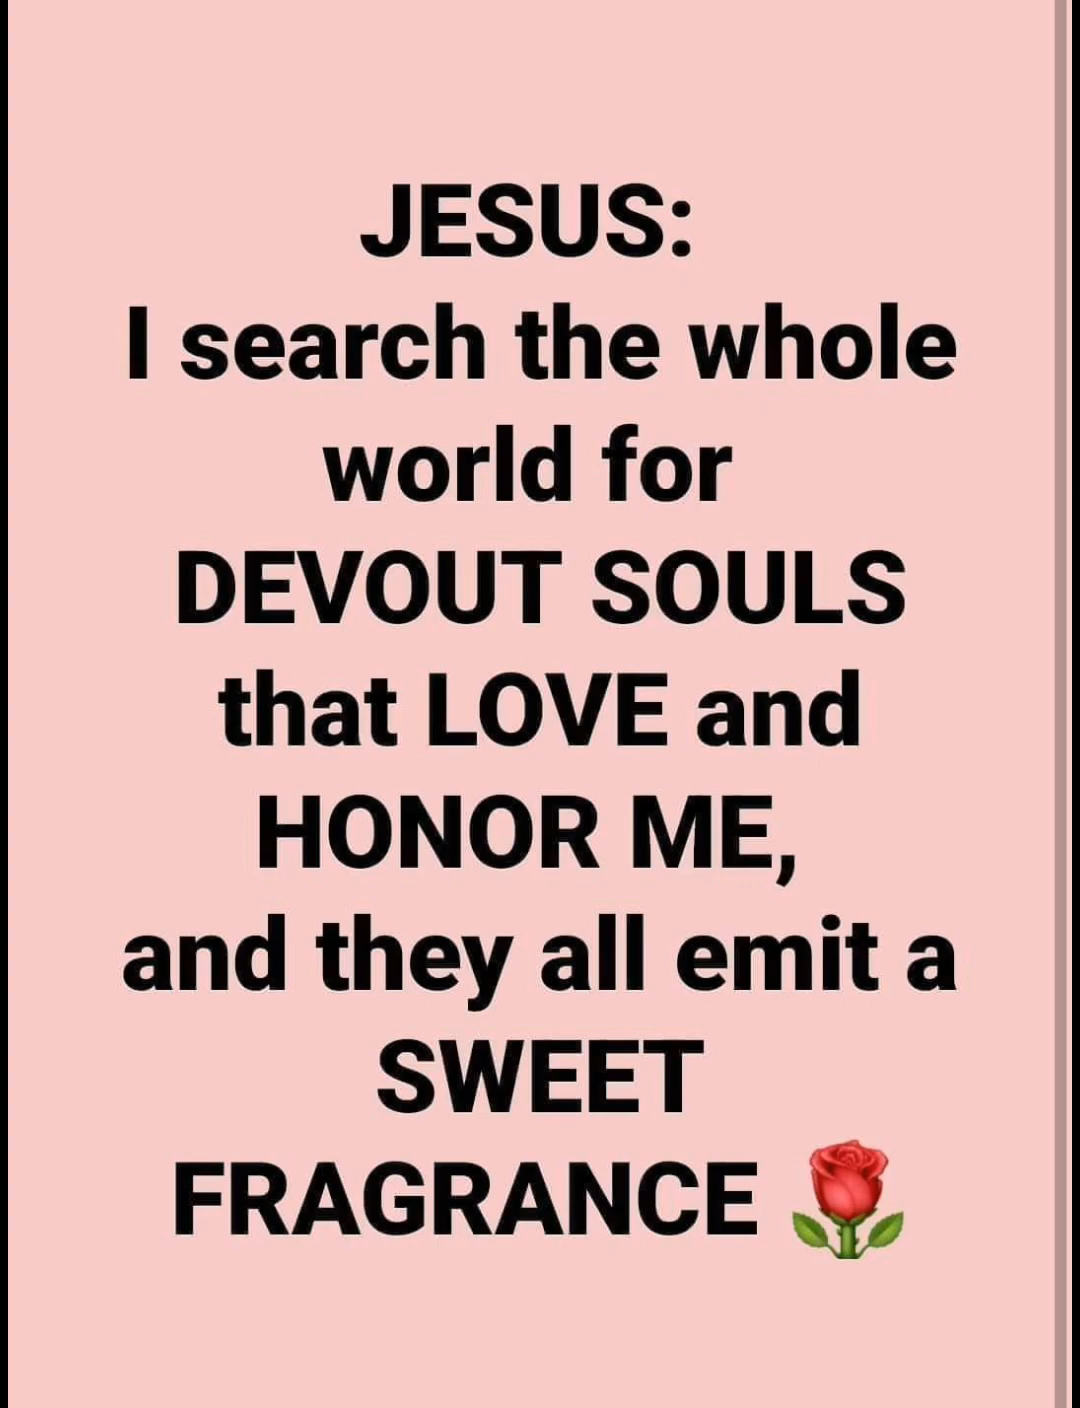 JESUS:
I search the whole
world for
DEVOUT SOULS
that LOVE and
HONOR ME,
and they all emit a
SWEET
FRAGRANCE 🌹